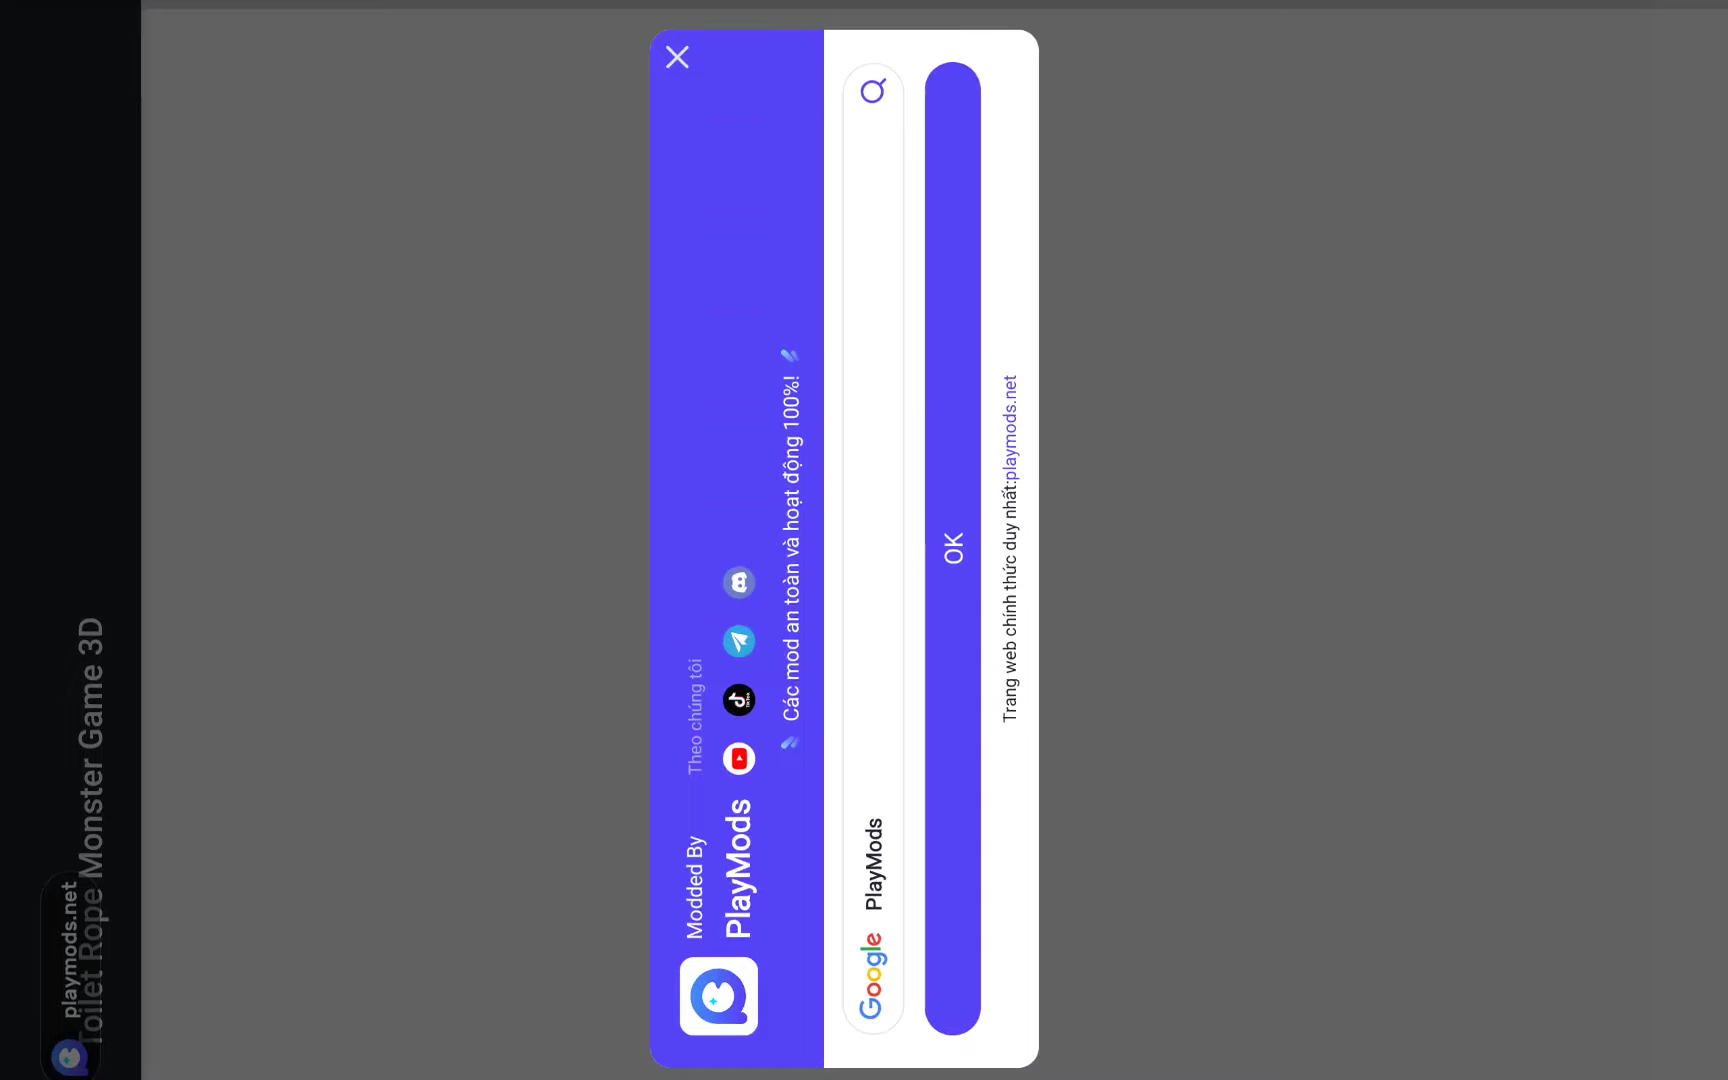 Toilet Rope Monster Game 3D
playmods.net
Modded By
PlayMods
Theo chúng tôi
TikTok
Các mod an toàn và hoạt động 100%!
Google PlayMods
OK
Trang web chính thức duy nhất:playmods.net